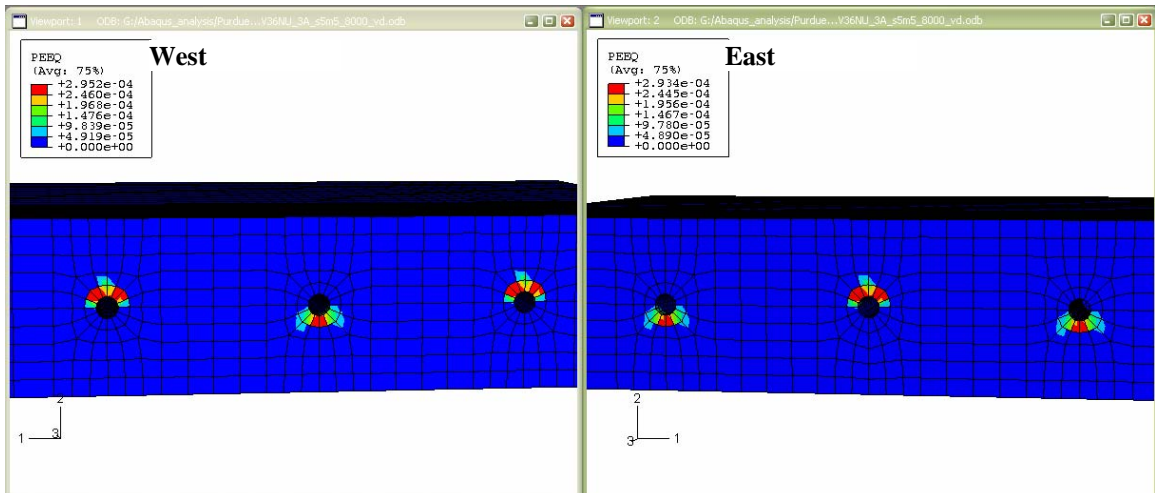 Viewport: 1 ODB: G:/Abaqus_analysis/Purdue...V36NU_3A_s5m5_8000_vd.odb
West
PEEQ
(Avg: 75%)
+2.952e-04
+2.460e-04
+1.968e-04
+1.476e-04
+9.839e-05
+4.919e-05
+0.000e+00
2
1
3
Viewport: 2 ODB: G:/Abaqus_analysis/Purdue...V36NU_3A_s5m5_8000_vd.odb
East
PEEQ
(Avg: 75%)
+2.934e-04
+2.445e-04
+1.956e-04
+1.467e-04
+9.780e-05
+4.890e-05
+0.000e+00
2
3
1